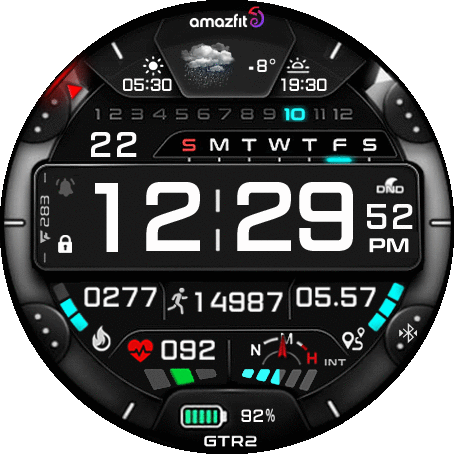 amazfit
05:30 -8° 19:30
1 2 3 4 5 6 7 8 9 10 11 12
22 S M T W T F S
283
12:29 52 PM
DND
0277 14987 05.57
092
N M H
INT
92%
GTR2